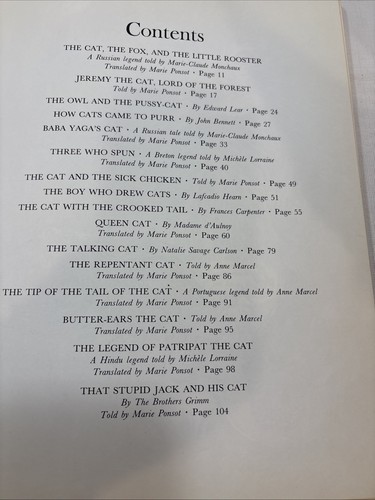 Contents
THE CAT, THE FOX, AND THE LITTLE ROOSTER
A Russian legend told by Marie-Claude Monchaux
Translated by Marie Ponsot • Page 11
JEREMY THE CAT, LORD OF THE FOREST
Told by Marie Ponsot • Page 17
THE OWL AND THE PUSSY-CAT • By Edward Lear • Page 24
HOW CATS CAME TO PURR • By John Bennett • Page 27
BABA YAGA'S CAT • A Russian tale told by Marie-Claude Monchaux
Translated by Marie Ponsot • Page 33
THREE WHO SPUN • A Breton legend told by Michèle Lorraine
Translated by Marie Ponsot • Page 40
THE CAT AND THE SICK CHICKEN • Told by Marie Ponsot • Page 49
THE BOY WHO DREW CATS • By Lafcadio Hearn • Page 51
THE CAT WITH THE CROOKED TAIL • By Frances Carpenter • Page 55
QUEEN CAT • By Madame d'Aulnoy
Translated by Marie Ponsot • Page 60
THE TALKING CAT • By Natalie Savage Carlson • Page 79
THE REPENTANT CAT • Told by Anne Marcel
Translated by Marie Ponsot • Page 86
THE TIP OF THE TAIL OF THE CAT • A Portuguese legend told by Anne Marcel
Translated by Marie Ponsot • Page 91
BUTTER-EARS THE CAT • Told by Anne Marcel
Translated by Marie Ponsot • Page 95
THE LEGEND OF PATRIPAT THE CAT
A Hindu legend told by Michèle Lorraine
Translated by Marie Ponsot • Page 98
THAT STUPID JACK AND HIS CAT
By The Brothers Grimm
Told by Marie Ponsot • Page 104